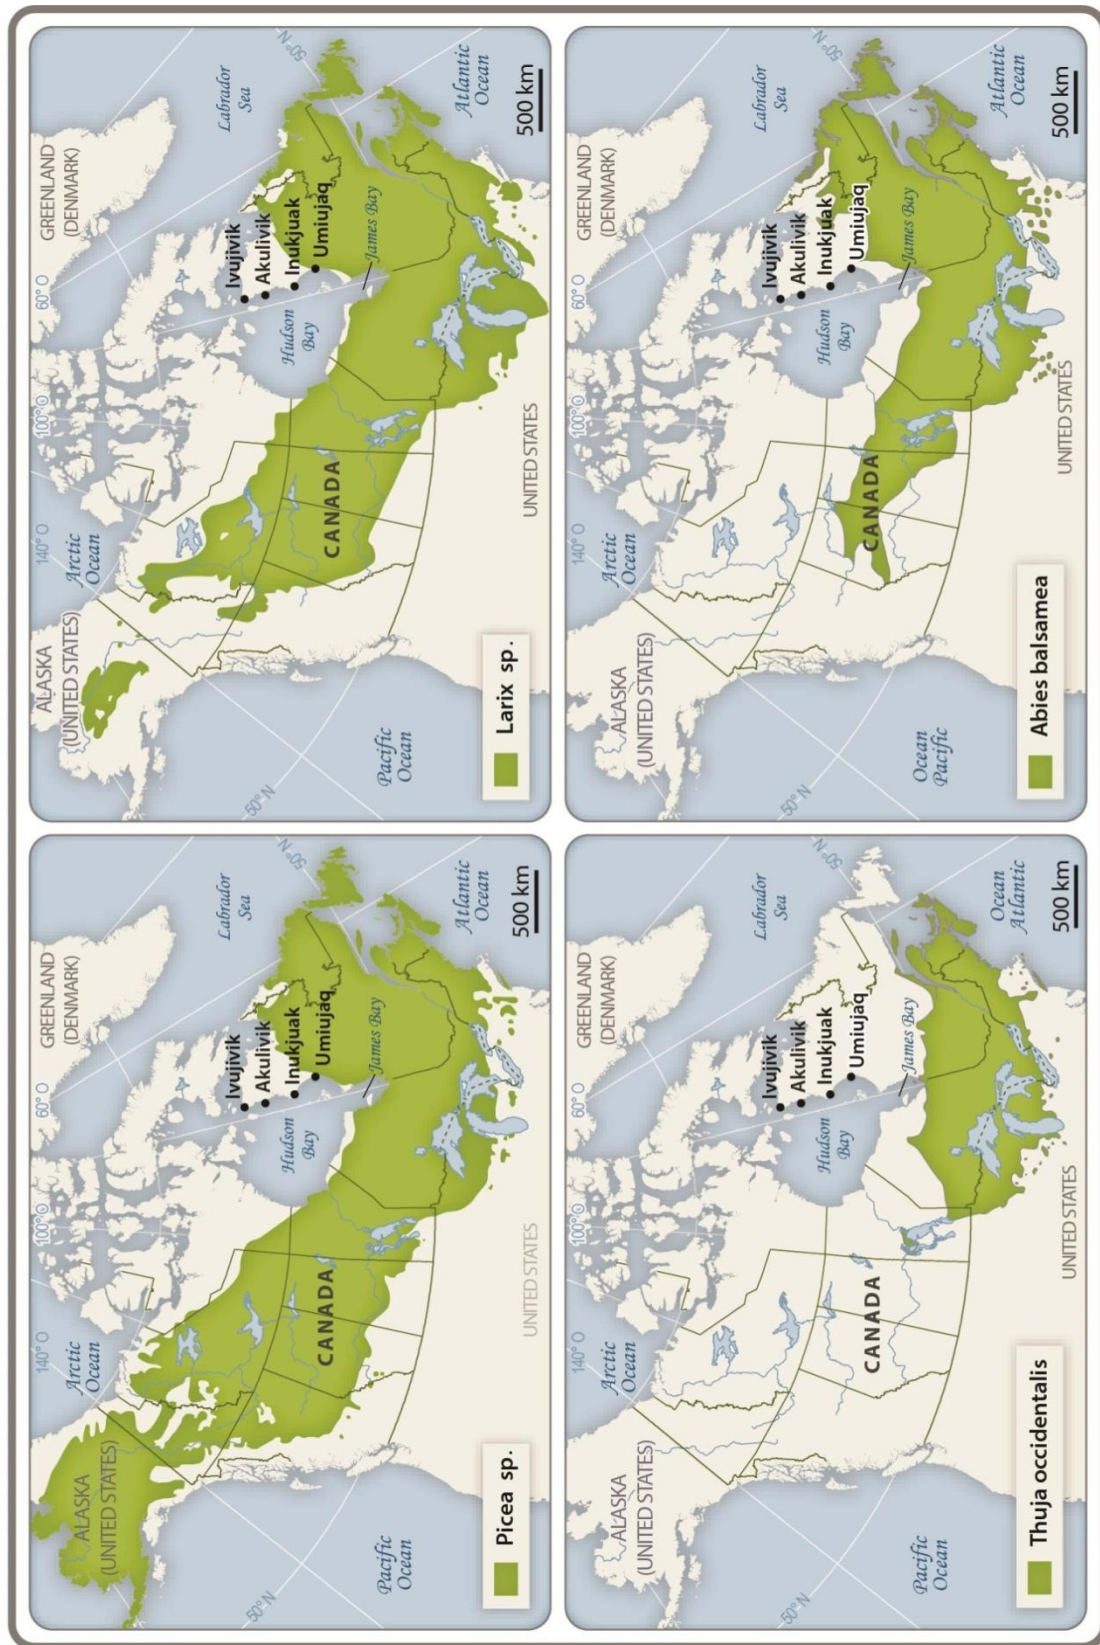 140° O
100° O
60° O
GREENLAND
(DENMARK)
Arctic
Ocean
ALASKA
(UNITED STATES)
Labrador
Sea
Ivujivik
Akulivik
Inukjuak
Umiujaq
Hudson
Bay
50° N
CANADA
James Bay
50° N
Pacific
Ocean
Atlantic
Ocean
Picea sp.
UNITED STATES
500 km
140° O
100° O
60° O
GREENLAND
(DENMARK)
ALASKA
(UNITED STATES)
Arctic
Ocean
Labrador
Sea
Ivujivik
Akulivik
Inukjuak
Umiujaq
Hudson
Bay
50° N
CANADA
James Bay
50° N
Pacific
Ocean
Atlantic
Ocean
Larix sp.
UNITED STATES
500 km
140° O
100° O
60° O
GREENLAND
(DENMARK)
Arctic
Ocean
ALASKA
(UNITED STATES)
Labrador
Sea
Ivujivik
Akulivik
Inukjuak
Umiujaq
Hudson
Bay
50° N
CANADA
James Bay
50° N
Pacific
Ocean
Ocean
Atlantic
Thuja occidentalis
UNITED STATES
500 km
140° O
100° O
60° O
GREENLAND
(DENMARK)
Arctic
Ocean
ALASKA
(UNITED STATES)
Labrador
Sea
Ivujivik
Akulivik
Inukjuak
Umiujaq
Hudson
Bay
50° N
CANADA
James Bay
50° N
Ocean
Pacific
Atlantic
Ocean
Abies balsamea
UNITED STATES
500 km